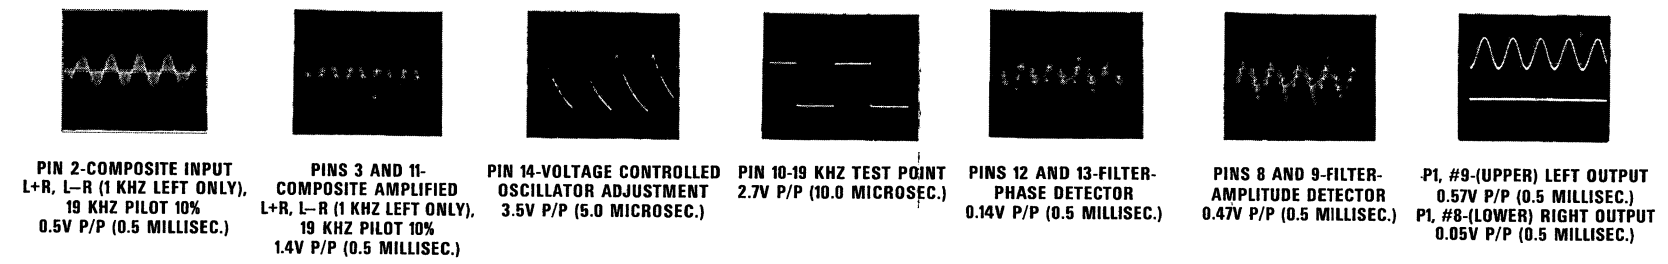 PIN 2-COMPOSITE INPUT
L+R, L—R (1 KHZ LEFT ONLY),
19 KHZ PILOT 10%
0.5V P/P (0.5 MILLISEC.)
PINS 3 AND 11-
COMPOSITE AMPLIFIED
L+R, L—R (1 KHZ LEFT ONLY),
19 KHZ PILOT 10%
1.4V P/P (0.5 MILLISEC.)
PIN 14-VOLTAGE CONTROLLED
OSCILLATOR ADJUSTMENT
3.5V P/P (5.0 MICROSEC.)
PIN 10-19 KHZ TEST POINT
2.7V P/P (10.0 MICROSEC.)
PINS 12 AND 13-FILTER-
PHASE DETECTOR
0.14V P/P (0.5 MILLISEC.)
PINS 8 AND 9-FILTER-
AMPLITUDE DETECTOR
0.47V P/P (0.5 MILLISEC.)
P1, #9-(UPPER) LEFT OUTPUT
0.57V P/P (0.5 MILLISEC.)
P1, #8-(LOWER) RIGHT OUTPUT
0.05V P/P (0.5 MILLISEC.)